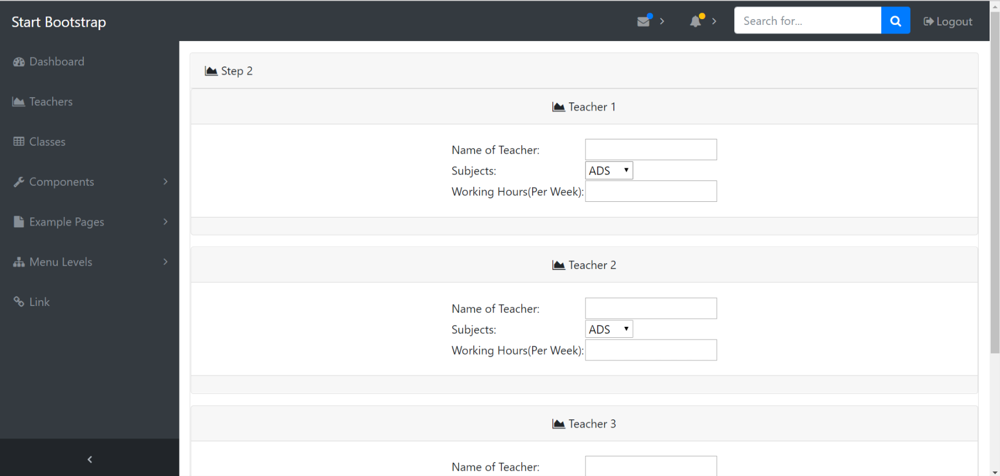 Start Bootstrap
Search for...
Logout
Dashboard
Teachers
Classes
Components
Example Pages
Menu Levels
Link
Step 2
Teacher 1
Name of Teacher:
Subjects: ADS
Working Hours(Per Week):
Teacher 2
Name of Teacher:
Subjects: ADS
Working Hours(Per Week):
Teacher 3
Name of Teacher: